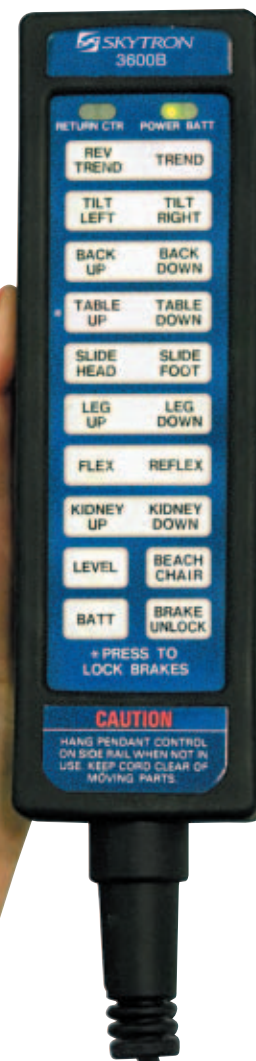 SKYTRON
3600B
RETURN CTR POWER BATT
REV TREND
TREND
TILT LEFT
TILT RIGHT
BACK UP
BACK DOWN
* TABLE UP
TABLE DOWN
SLIDE HEAD
SLIDE FOOT
LEG UP
LEG DOWN
FLEX
REFLEX
KIDNEY UP
KIDNEY DOWN
LEVEL
BEACH CHAIR
BATT
BRAKE UNLOCK
* PRESS TO
LOCK BRAKES
CAUTION
HANG PENDANT CONTROL
ON SIDE RAIL WHEN NOT IN
USE. KEEP CORD CLEAR OF
MOVING PARTS.